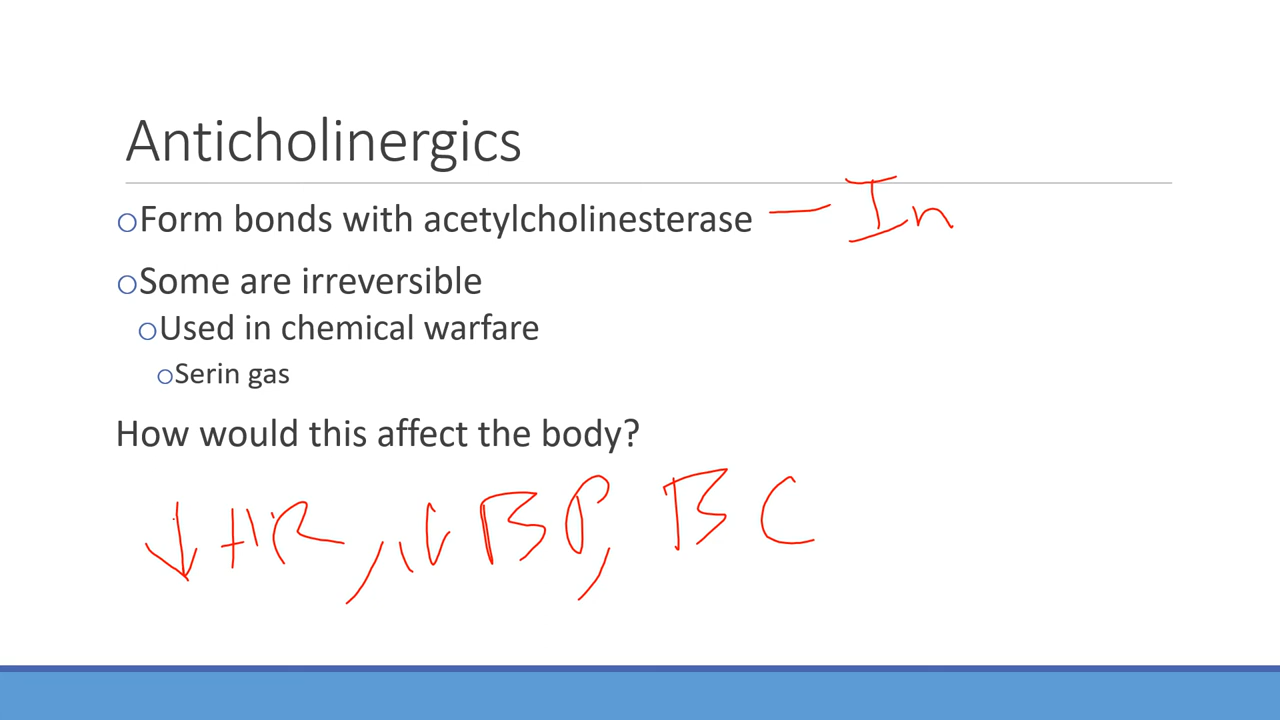 Anticholinergics
Form bonds with acetylcholinesterase — In
Some are irreversible
Used in chemical warfare
Serin gas
How would this affect the body?
↓ HR, ↓ BP, BC